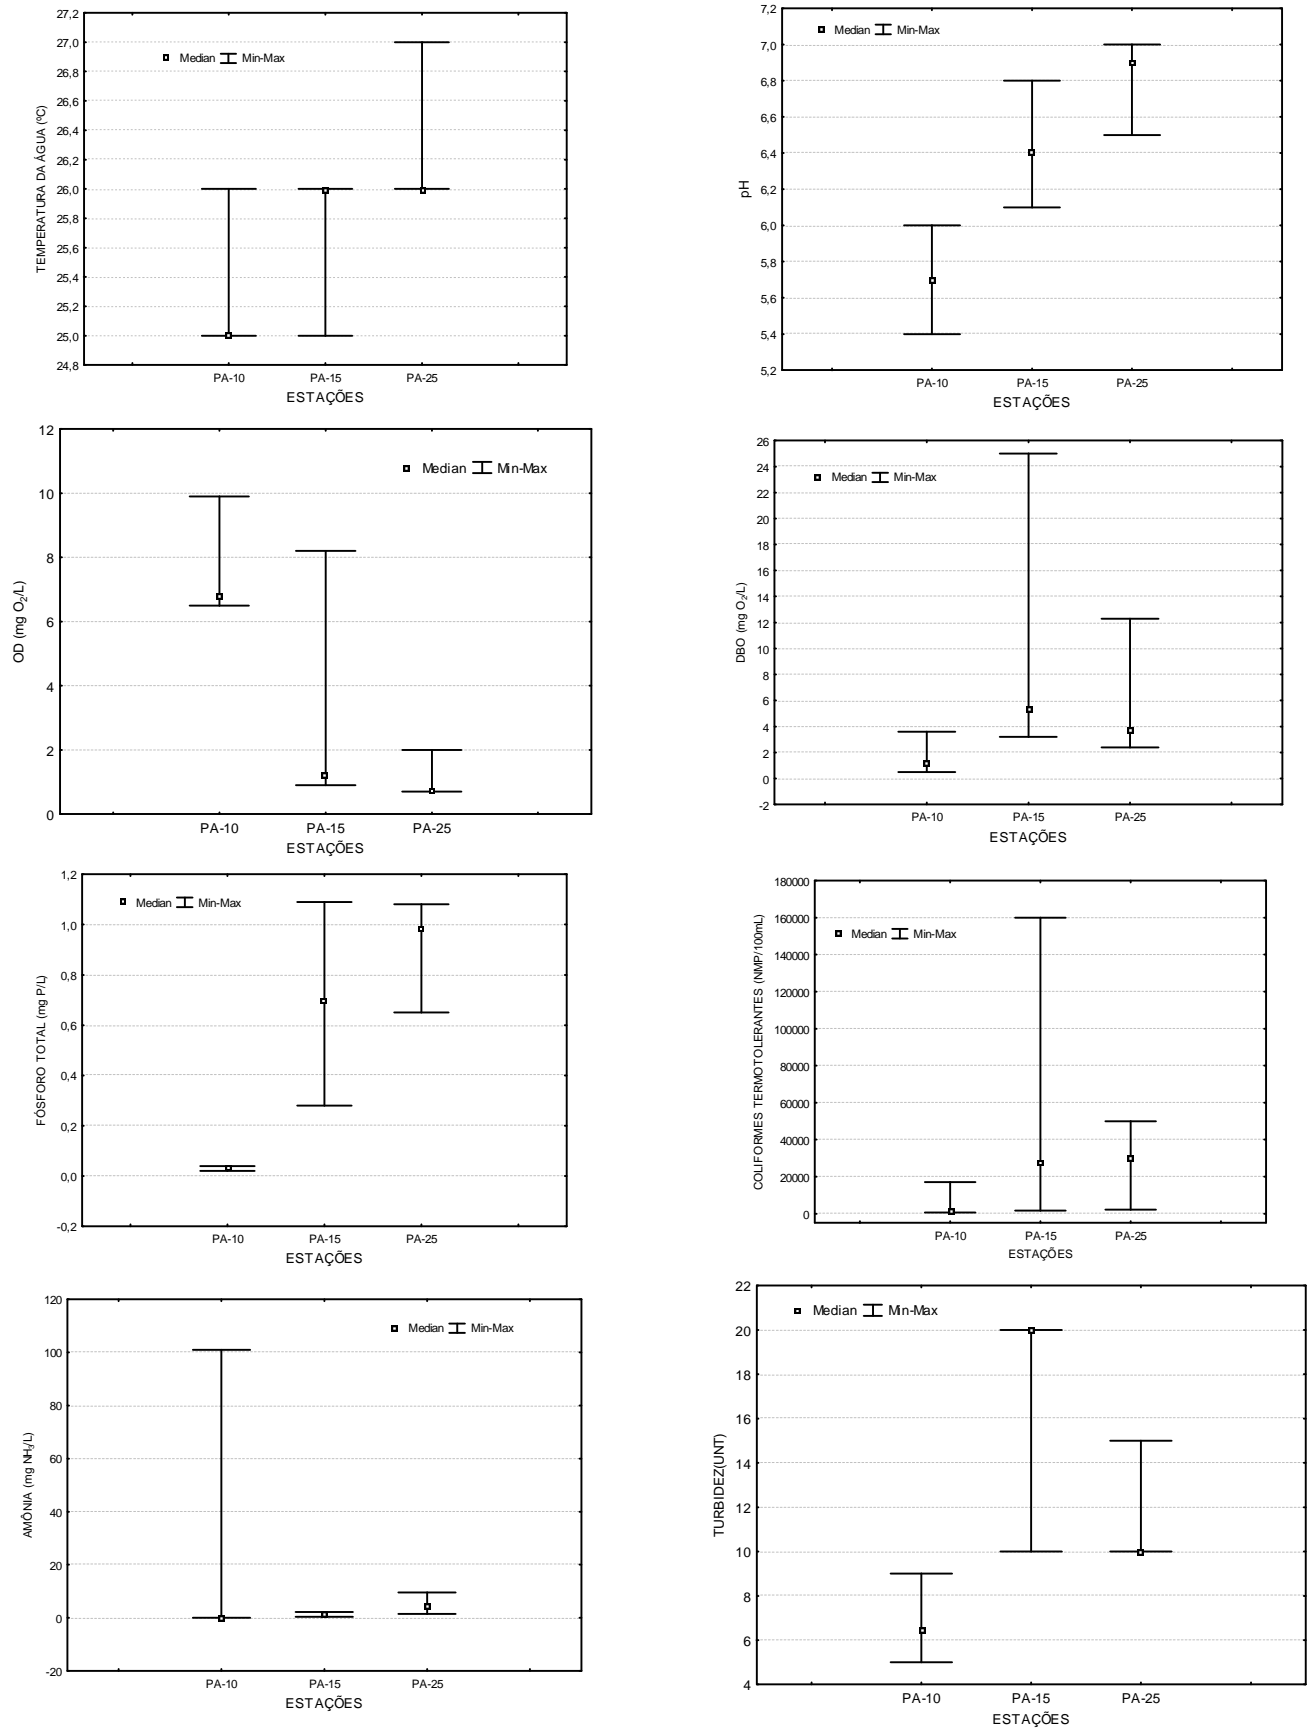 27,2
27,0
26,8
26,6
26,4
26,2
26,0
25,8
25,6
25,4
25,2
25,0
24,8
TEMPERATURA DA ÁGUA (ºC)
Median Min-Max
PA-10 PA-15 PA-25
ESTAÇÕES
7,2
7,0
6,8
6,6
6,4
6,2
6,0
5,8
5,6
5,4
5,2
pH
Median Min-Max
PA-10 PA-15 PA-25
ESTAÇÕES
12
10
8
6
4
2
0
OD (mg O₂/L)
Median Min-Max
PA-10 PA-15 PA-25
ESTAÇÕES
26
24
22
20
18
16
14
12
10
8
6
4
2
0
-2
DBO (mg O₂/L)
Median Min-Max
PA-10 PA-15 PA-25
ESTAÇÕES
1,2
1,0
0,8
0,6
0,4
0,2
0,0
-0,2
FÓSFORO TOTAL (mg P/L)
Median Min-Max
PA-10 PA-15 PA-25
ESTAÇÕES
180000
160000
140000
120000
100000
80000
60000
40000
20000
0
COLIFORMES TERMOTOLERANTES (NMP/100mL)
Median Min-Max
PA-10 PA-15 PA-25
ESTAÇÕES
120
100
80
60
40
20
0
-20
AMÔNIA (mg NH₃/L)
Median Min-Max
PA-10 PA-15 PA-25
ESTAÇÕES
22
20
18
16
14
12
10
8
6
4
TURBIDEZ(UNT)
Median Min-Max
PA-10 PA-15 PA-25
ESTAÇÕES